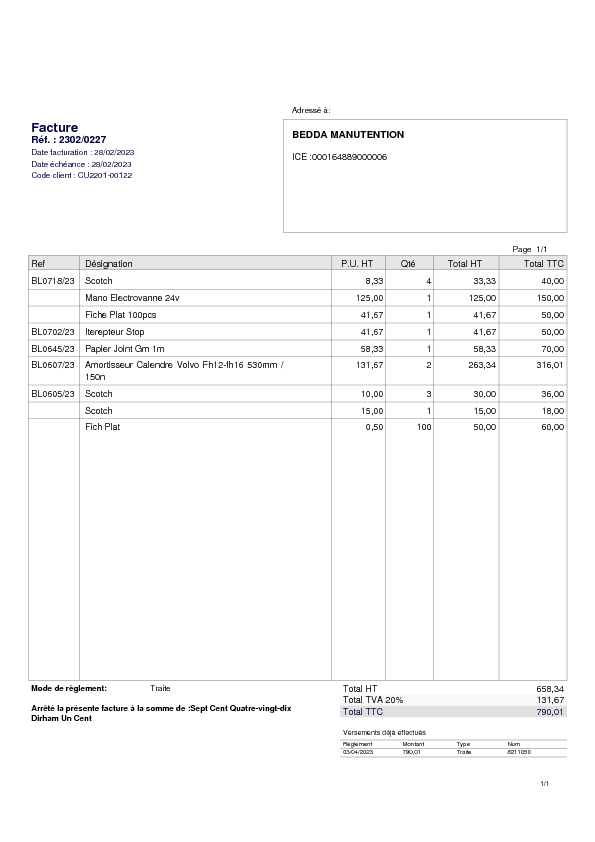 Adressé à:
Facture
Réf. : 2302/0227
Date facturation : 28/02/2023
Date échéance : 28/02/2023
Code client : CU2201-00122
BEDDA MANUTENTION
ICE :000164889000006
Page 1/1
Ref Désignation P.U. HT Qté Total HT Total TTC
BL0718/23 Scotch 8,33 4 33,33 40,00
Mano Electrovanne 24v 125,00 1 125,00 150,00
Fiche Plat 100pcs 41,67 1 41,67 50,00
BL0702/23 Iterepteur Stop 41,67 1 41,67 50,00
BL0645/23 Papier Joint Gm 1m 58,33 1 58,33 70,00
BL0607/23 Amortisseur Calendre Volvo Fh12-fh16 530mm / 131,67 2 263,34 316,01
150n
BL0605/23 Scotch 10,00 3 30,00 36,00
Scotch 15,00 1 15,00 18,00
Fich Plat 0,50 100 50,00 60,00
Mode de règlement: Traite
Arrêté la présente facture à la somme de :Sept Cent Quatre-vingt-dix
Dirham Un Cent
Total HT 658,34
Total TVA 20% 131,67
Total TTC 790,01
Versements déjà effectués
Règlement Montant Type Num
03/04/2023 790,01 Traite 8211050
1/1